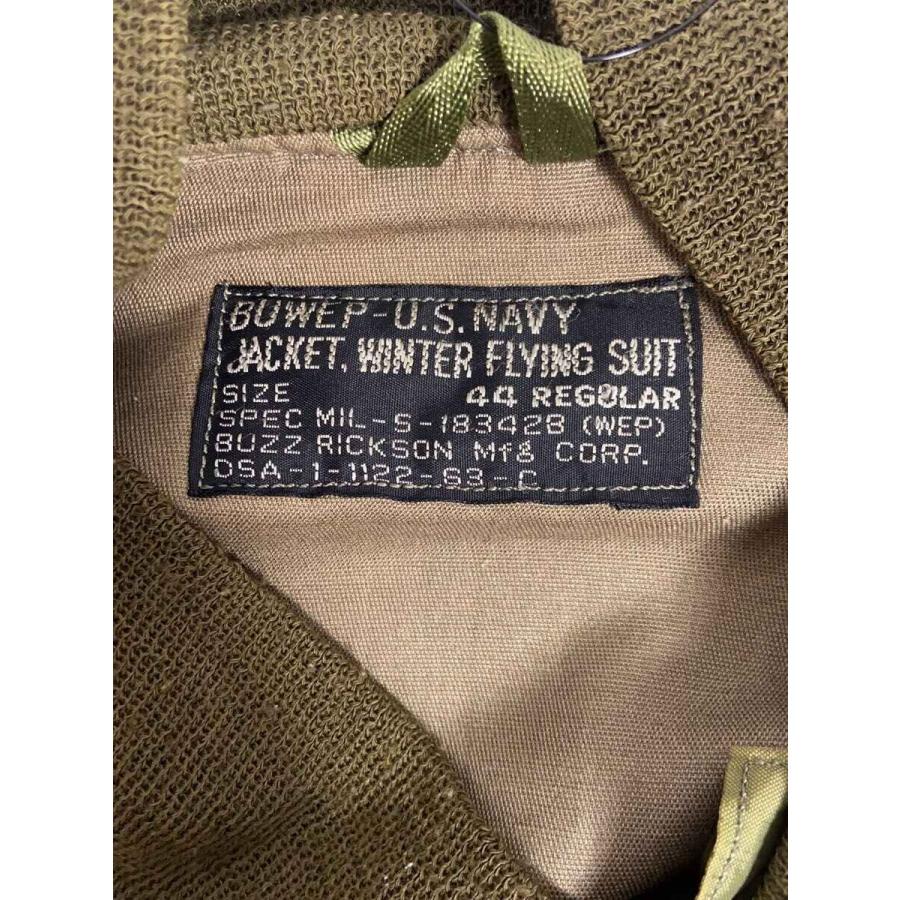 BUWEP-U.S. NAVY
JACKET, WINTER FLYING SUIT
SIZE 44 REGULAR
SPEC MIL-S-18342B (WEP)
BUZZ RICKSON Mfg CORP.
DSA-1-1122-63-C